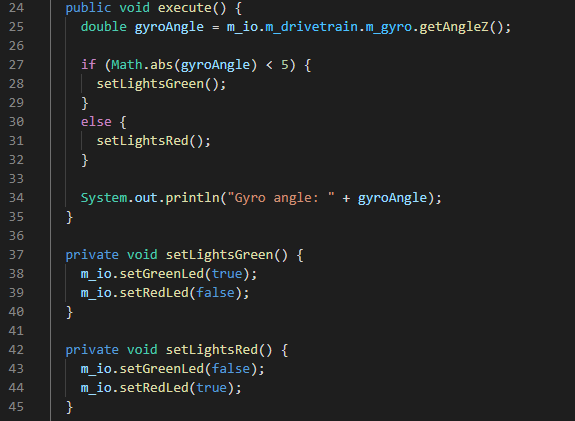 24 public void execute() {
25 double gyroAngle = m_io.m_drivetrain.m_gyro.getAngleZ();
26
27 if (Math.abs(gyroAngle) < 5) {
28 setLightsGreen();
29 }
30 else {
31 setLightsRed();
32 }
33
34 System.out.println("Gyro angle: " + gyroAngle);
35 }
36
37 private void setLightsGreen() {
38 m_io.setGreenLed(true);
39 m_io.setRedLed(false);
40 }
41
42 private void setLightsRed() {
43 m_io.setGreenLed(false);
44 m_io.setRedLed(true);
45 }